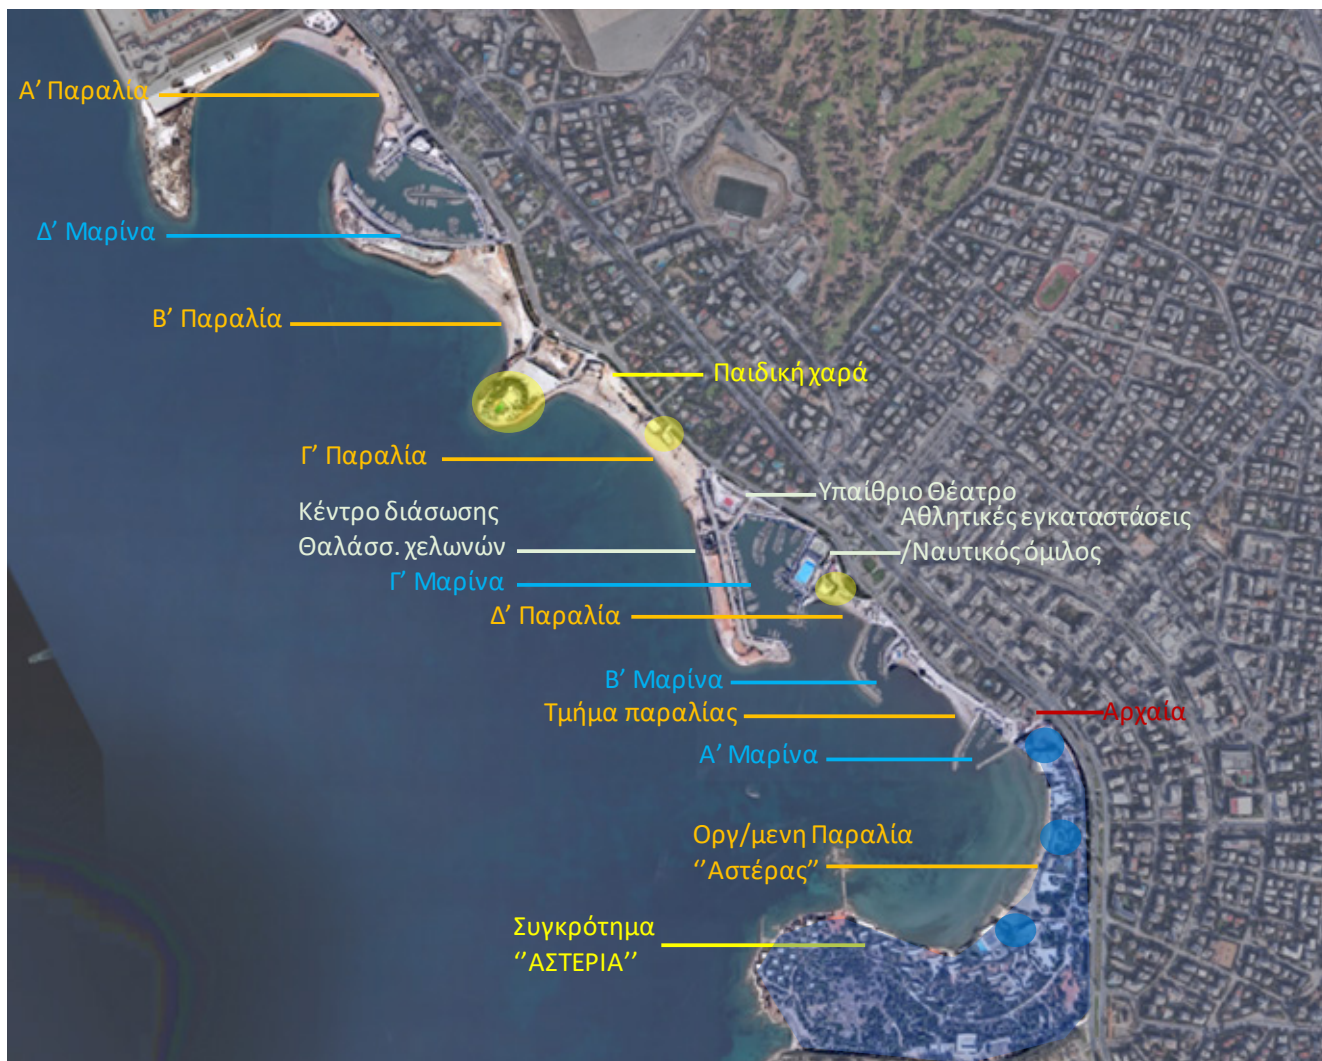 Α’ Παραλία
Δ’ Μαρίνα
Β’ Παραλία
Παιδική χαρά
Γ’ Παραλία
Υπαίθριο Θέατρο
Κέντρο διάσωσης
Θαλάσσ. χελωνών
Αθλητικές εγκαταστάσεις
/Ναυτικός όμιλος
Γ’ Μαρίνα
Δ’ Παραλία
Β’ Μαρίνα
Τμήμα παραλίας
Αρχαία
Α’ Μαρίνα
Οργ/μενη Παραλία
‘’Αστέρας’’
Συγκρότημα
‘’ΑΣΤΕΡΙΑ’’